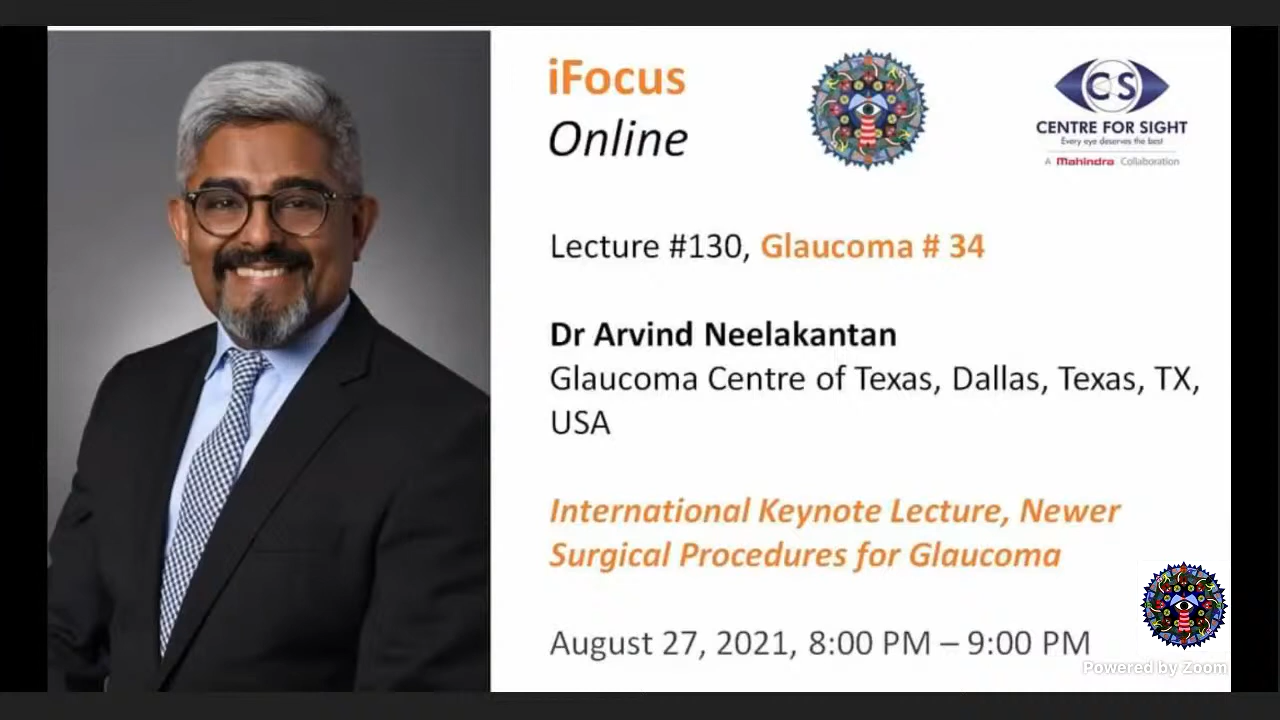 iFocus
Online
CS
CENTRE FOR SIGHT
Every eye deserves the best
A Mahindra Collaboration
Lecture #130, Glaucoma # 34
Dr Arvind Neelakantan
Glaucoma Centre of Texas, Dallas, Texas, TX,
USA
International Keynote Lecture, Newer
Surgical Procedures for Glaucoma
August 27, 2021, 8:00 PM – 9:00 PM
Powered by Zoom